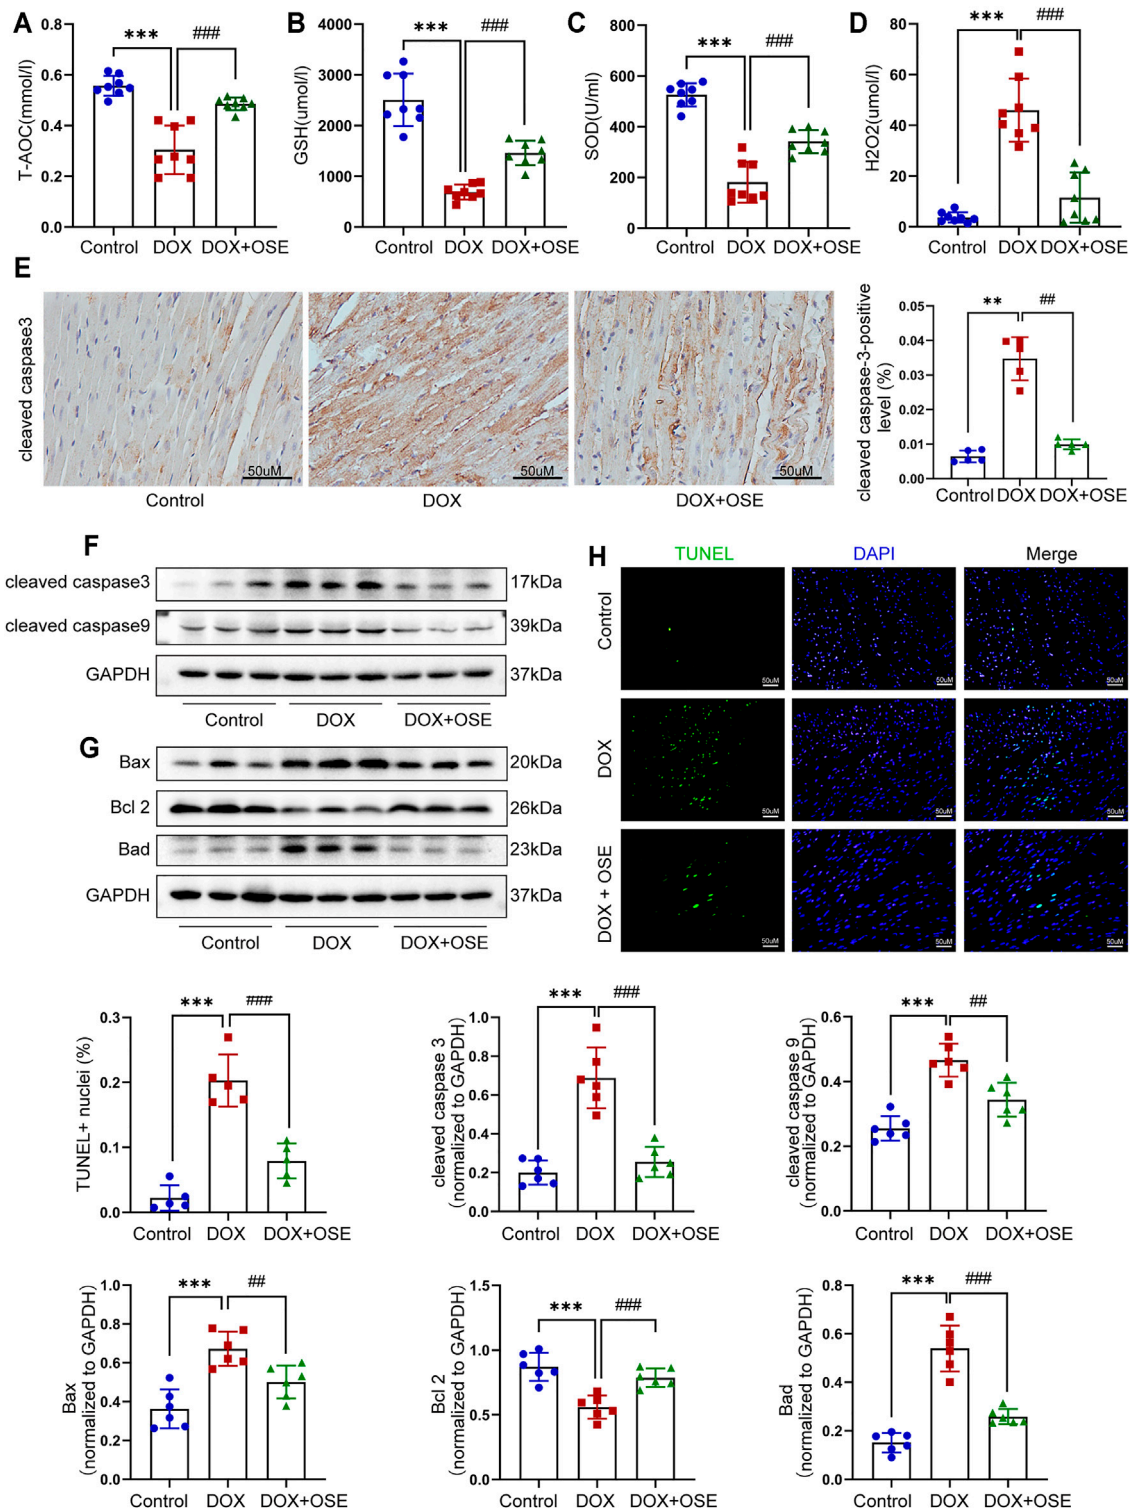 A
T-AOC(mmol/l)
0.8
0.6
0.4
0.2
0.0
***
###
Control
DOX
DOX+OSE
B
GSH(umol/l)
4000
3000
2000
1000
0
***
###
Control
DOX
DOX+OSE
C
SOD(U/ml)
800
600
400
200
0
***
###
Control
DOX
DOX+OSE
D
H2O2(umol/l)
80
60
40
20
0
***
###
Control
DOX
DOX+OSE
E
cleaved caspase3
50uM
50uM
50uM
Control
DOX
DOX+OSE
cleaved caspase-3-positive
level (%)
0.05
0.04
0.03
0.02
0.01
0.00
**
##
Control
DOX
DOX+OSE
F
cleaved caspase3
17kDa
cleaved caspase9
39kDa
GAPDH
37kDa
Control
DOX
DOX+OSE
G
Bax
20kDa
Bcl 2
26kDa
Bad
23kDa
GAPDH
37kDa
Control
DOX
DOX+OSE
H
TUNEL
DAPI
Merge
Control
50uM
50uM
50uM
DOX
50uM
50uM
50uM
DOX + OSE
50uM
50uM
50uM
TUNEL+ nuclei (%)
0.3
0.2
0.1
0.0
***
###
Control
DOX
DOX+OSE
cleaved caspase 3
(normalized to GAPDH)
1.0
0.8
0.6
0.4
0.2
0.0
***
###
Control
DOX
DOX+OSE
cleaved caspase 9
(normalized to GAPDH)
0.6
0.4
0.2
0.0
***
##
Control
DOX
DOX+OSE
Bax
(normalized to GAPDH)
1.0
0.8
0.6
0.4
0.2
0.0
***
##
Control
DOX
DOX+OSE
Bcl 2
(normalized to GAPDH)
1.5
1.0
0.5
0.0
***
###
Control
DOX
DOX+OSE
Bad
(normalized to GAPDH)
0.8
0.6
0.4
0.2
0.0
***
###
Control
DOX
DOX+OSE